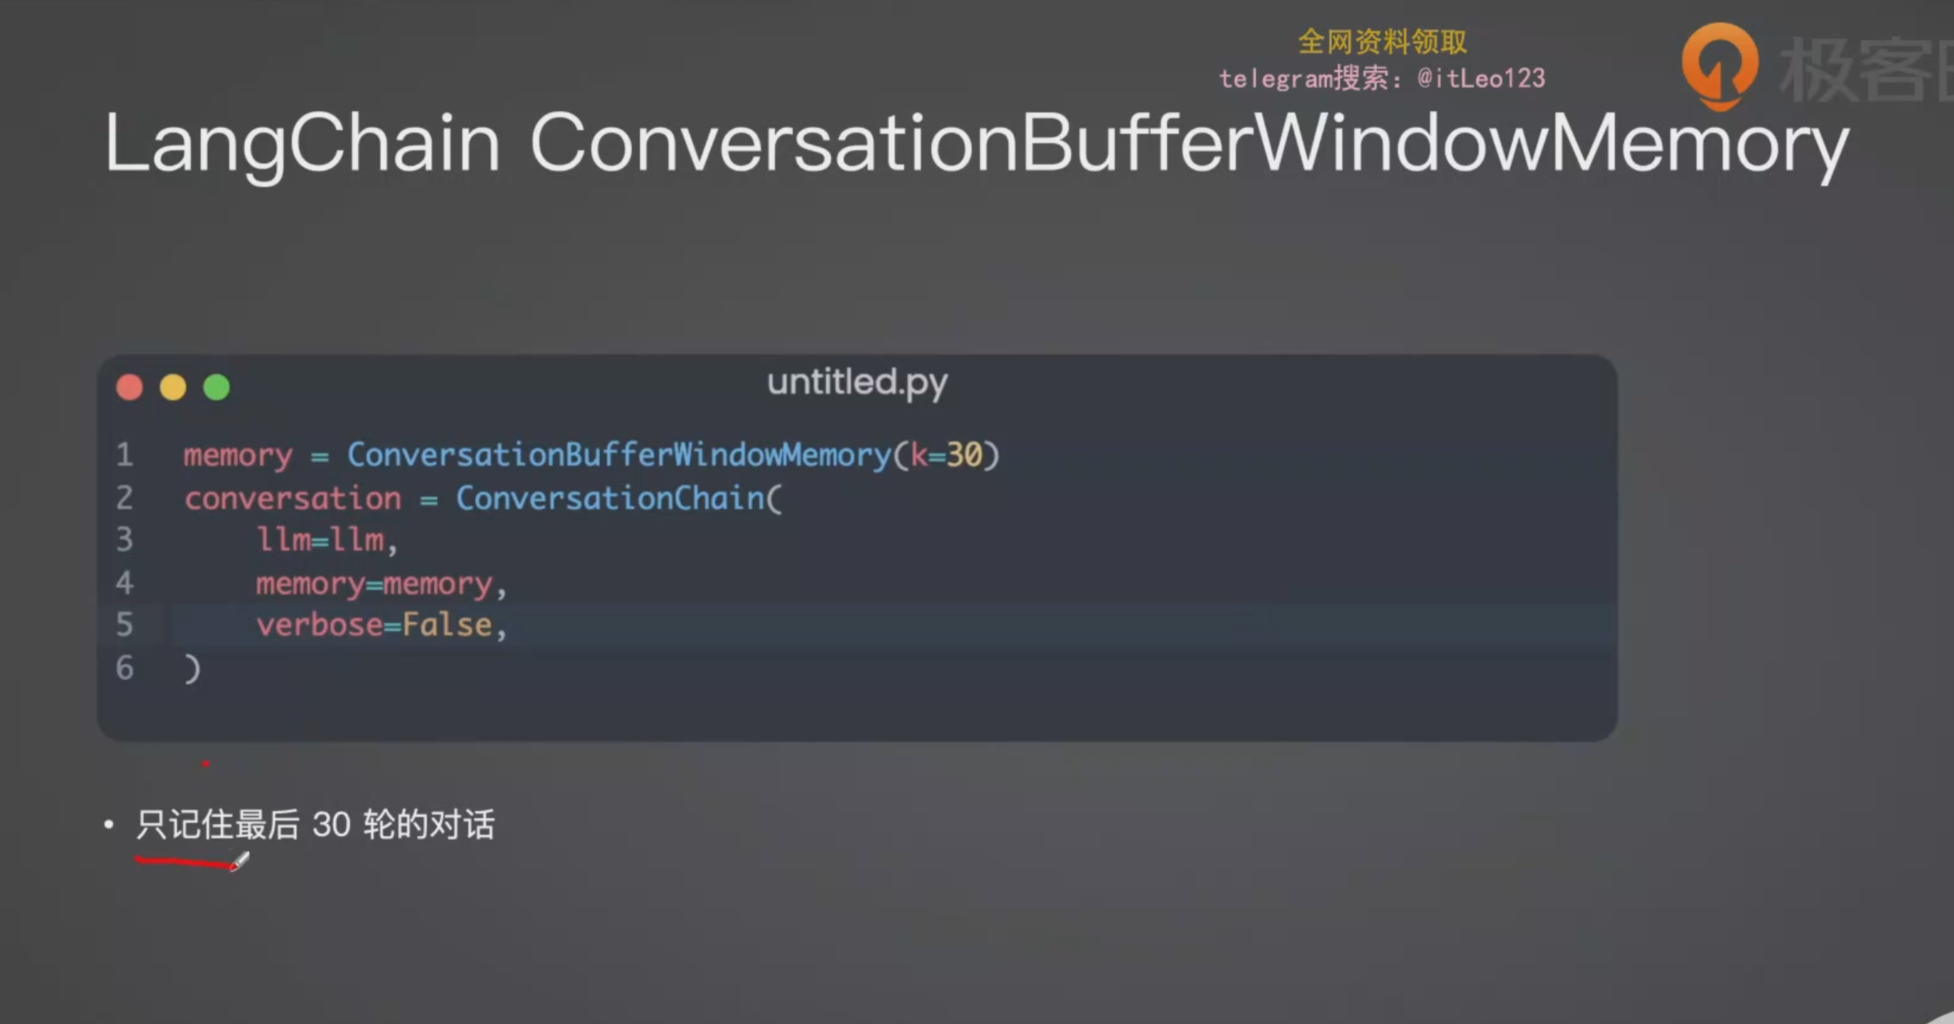 全网资料领取
telegram搜索：@itLeo123
极客
LangChain ConversationBufferWindowMemory
untitled.py
1 memory = ConversationBufferWindowMemory(k=30)
2 conversation = ConversationChain(
3 llm=llm,
4 memory=memory,
5 verbose=False,
6 )
• 只记住最后 30 轮的对话